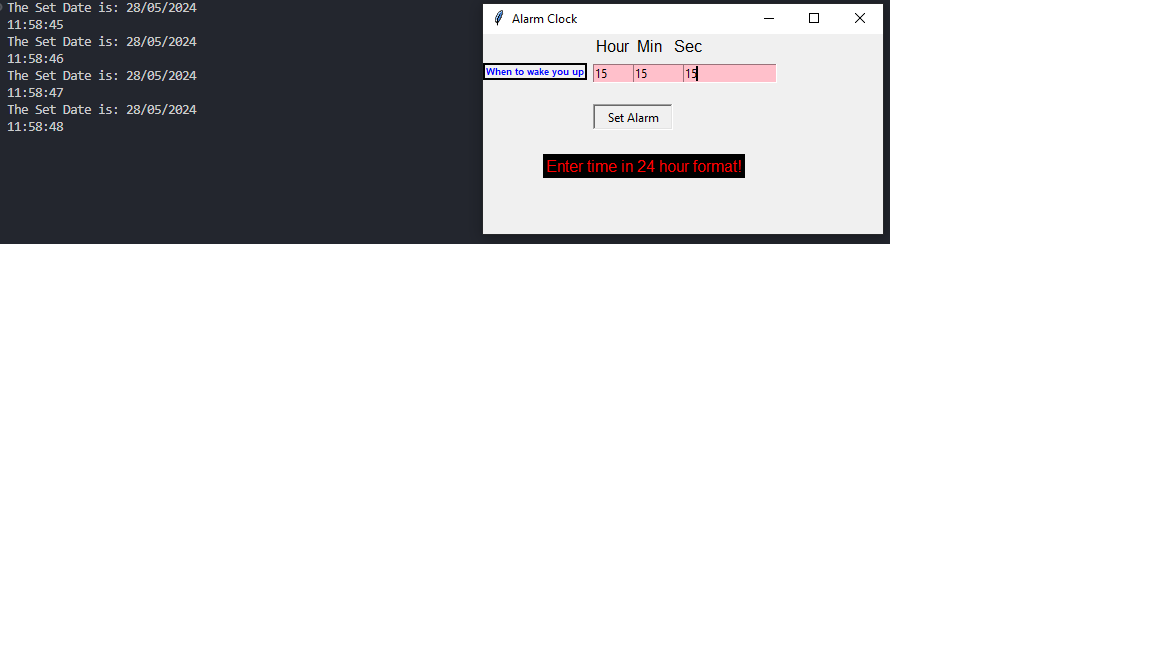 The Set Date is: 28/05/2024
11:58:45
The Set Date is: 28/05/2024
11:58:46
The Set Date is: 28/05/2024
11:58:47
The Set Date is: 28/05/2024
11:58:48
Alarm Clock
Hour Min Sec
When to wake you up 15 15 15
Set Alarm
Enter time in 24 hour format!